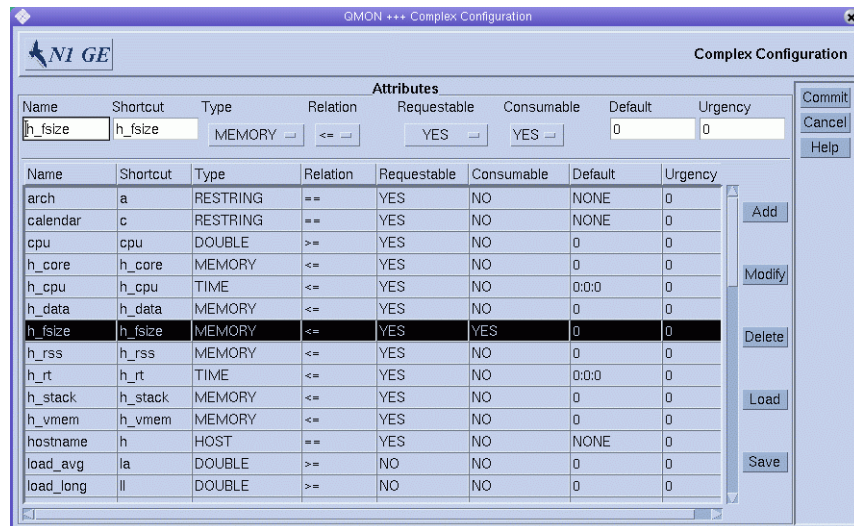 QMON +++ Complex Configuration
N1 GE
Complex Configuration
Attributes
Name Shortcut Type Relation Requestable Consumable Default Urgency
h_fsize h_fsize MEMORY <= YES YES 0 0
Commit
Cancel
Help
Name Shortcut Type Relation Requestable Consumable Default Urgency
arch a RESTRING == YES NO NONE 0
calendar c RESTRING == YES NO NONE 0
cpu cpu DOUBLE >= YES NO 0 0
h_core h_core MEMORY <= YES NO 0 0
h_cpu h_cpu TIME <= YES NO 0:0:0 0
h_data h_data MEMORY <= YES NO 0 0
h_fsize h_fsize MEMORY <= YES YES 0 0
h_rss h_rss MEMORY <= YES NO 0 0
h_rt h_rt TIME <= YES NO 0:0:0 0
h_stack h_stack MEMORY <= YES NO 0 0
h_vmem h_vmem MEMORY <= YES NO 0 0
hostname h HOST == YES NO NONE 0
load_avg la DOUBLE >= NO NO 0 0
load_long ll DOUBLE >= NO NO 0 0
Add
Modify
Delete
Load
Save